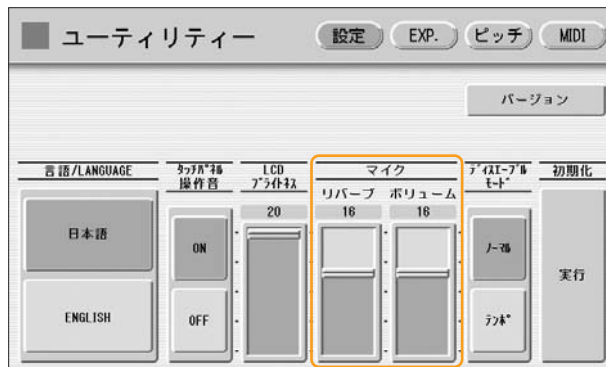 ユーティリティー
設定 EXP. ピッチ MIDI
バージョン
言語/LANGUAGE
日本語
ENGLISH
タッチパネル
操作音
ON
OFF
LCD
ブライトネス
20
マイク
リバーブ ボリューム
16 16
ディスエーブル
モード
ノーマル
テンポ
初期化
実行